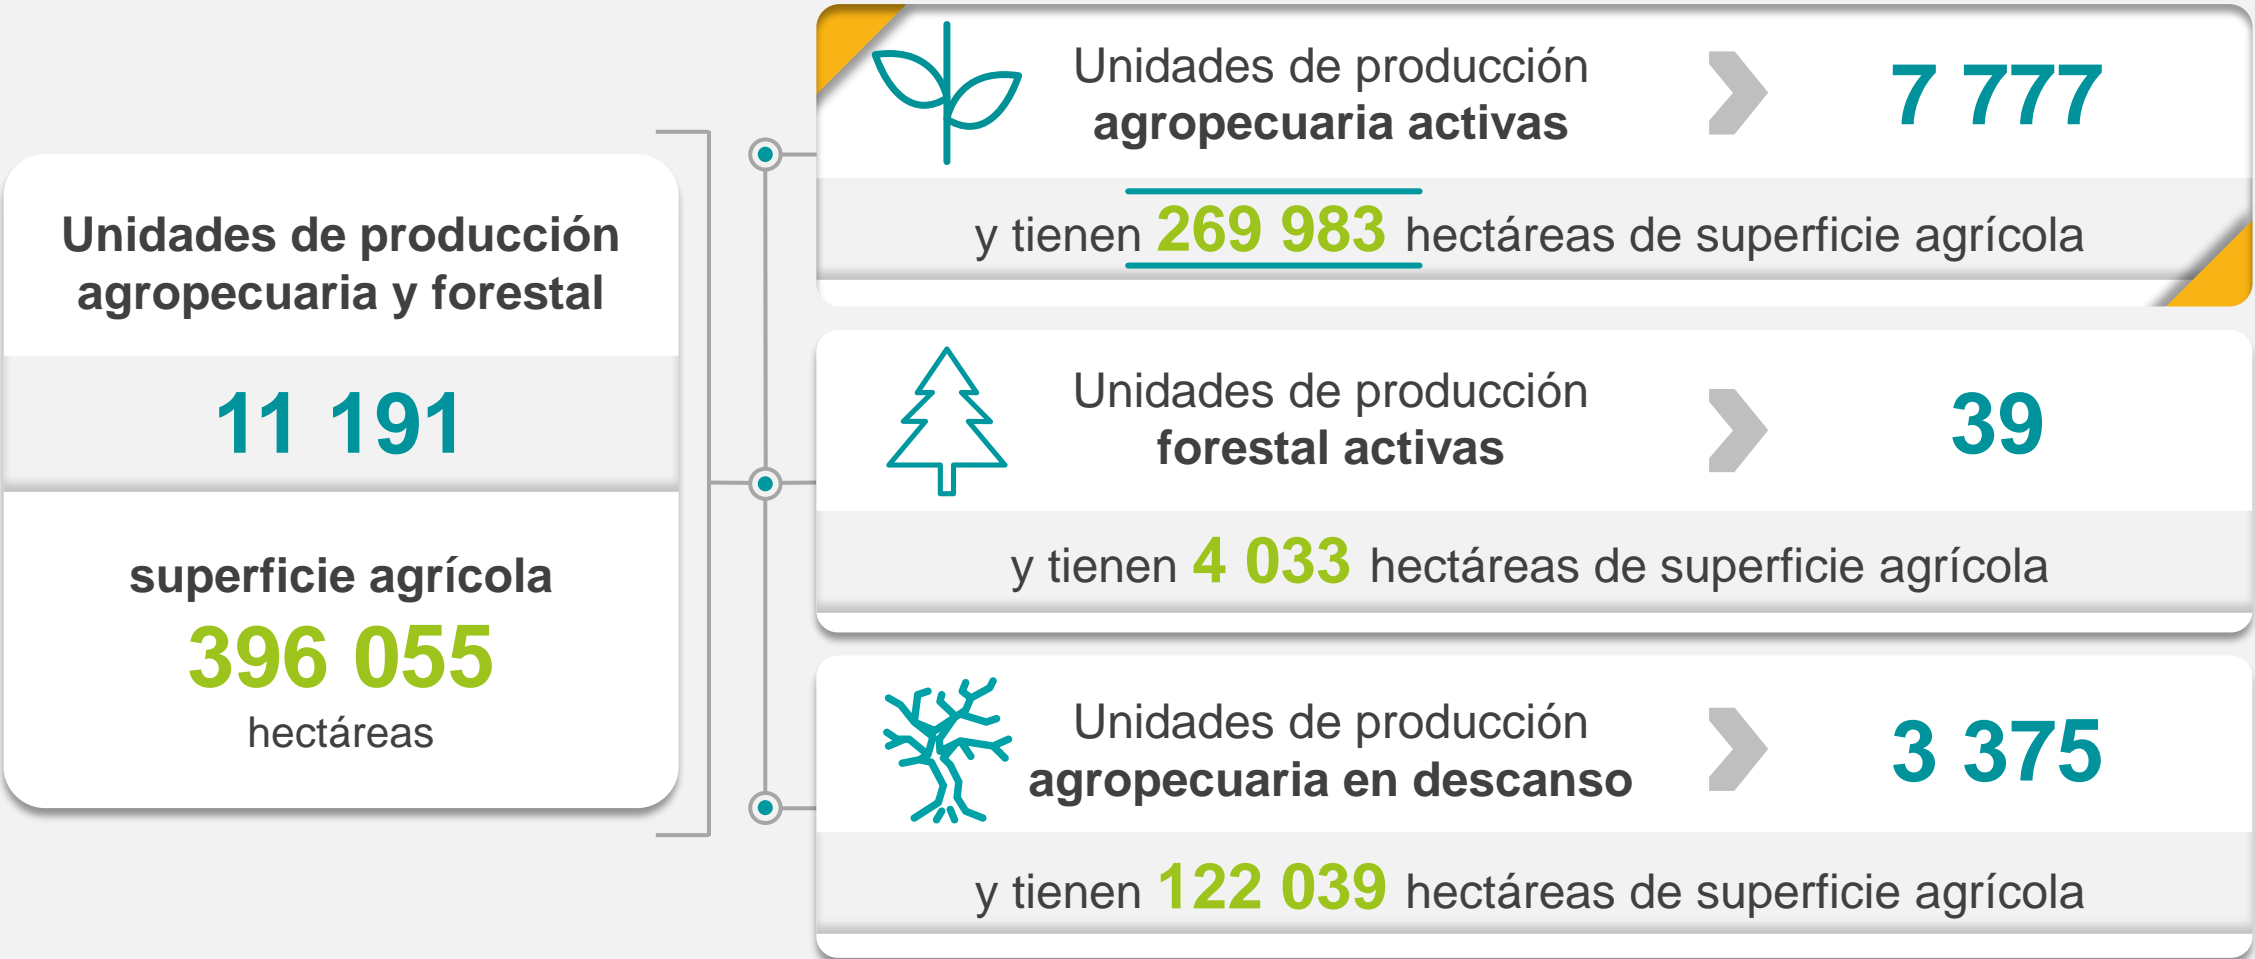 Unidades de producción
agropecuaria y forestal
11 191
superficie agrícola
396 055
hectáreas
Unidades de producción
agropecuaria activas
7 777
y tienen 269 983 hectáreas de superficie agrícola
Unidades de producción
forestal activas
39
y tienen 4 033 hectáreas de superficie agrícola
Unidades de producción
agropecuaria en descanso
3 375
y tienen 122 039 hectáreas de superficie agrícola